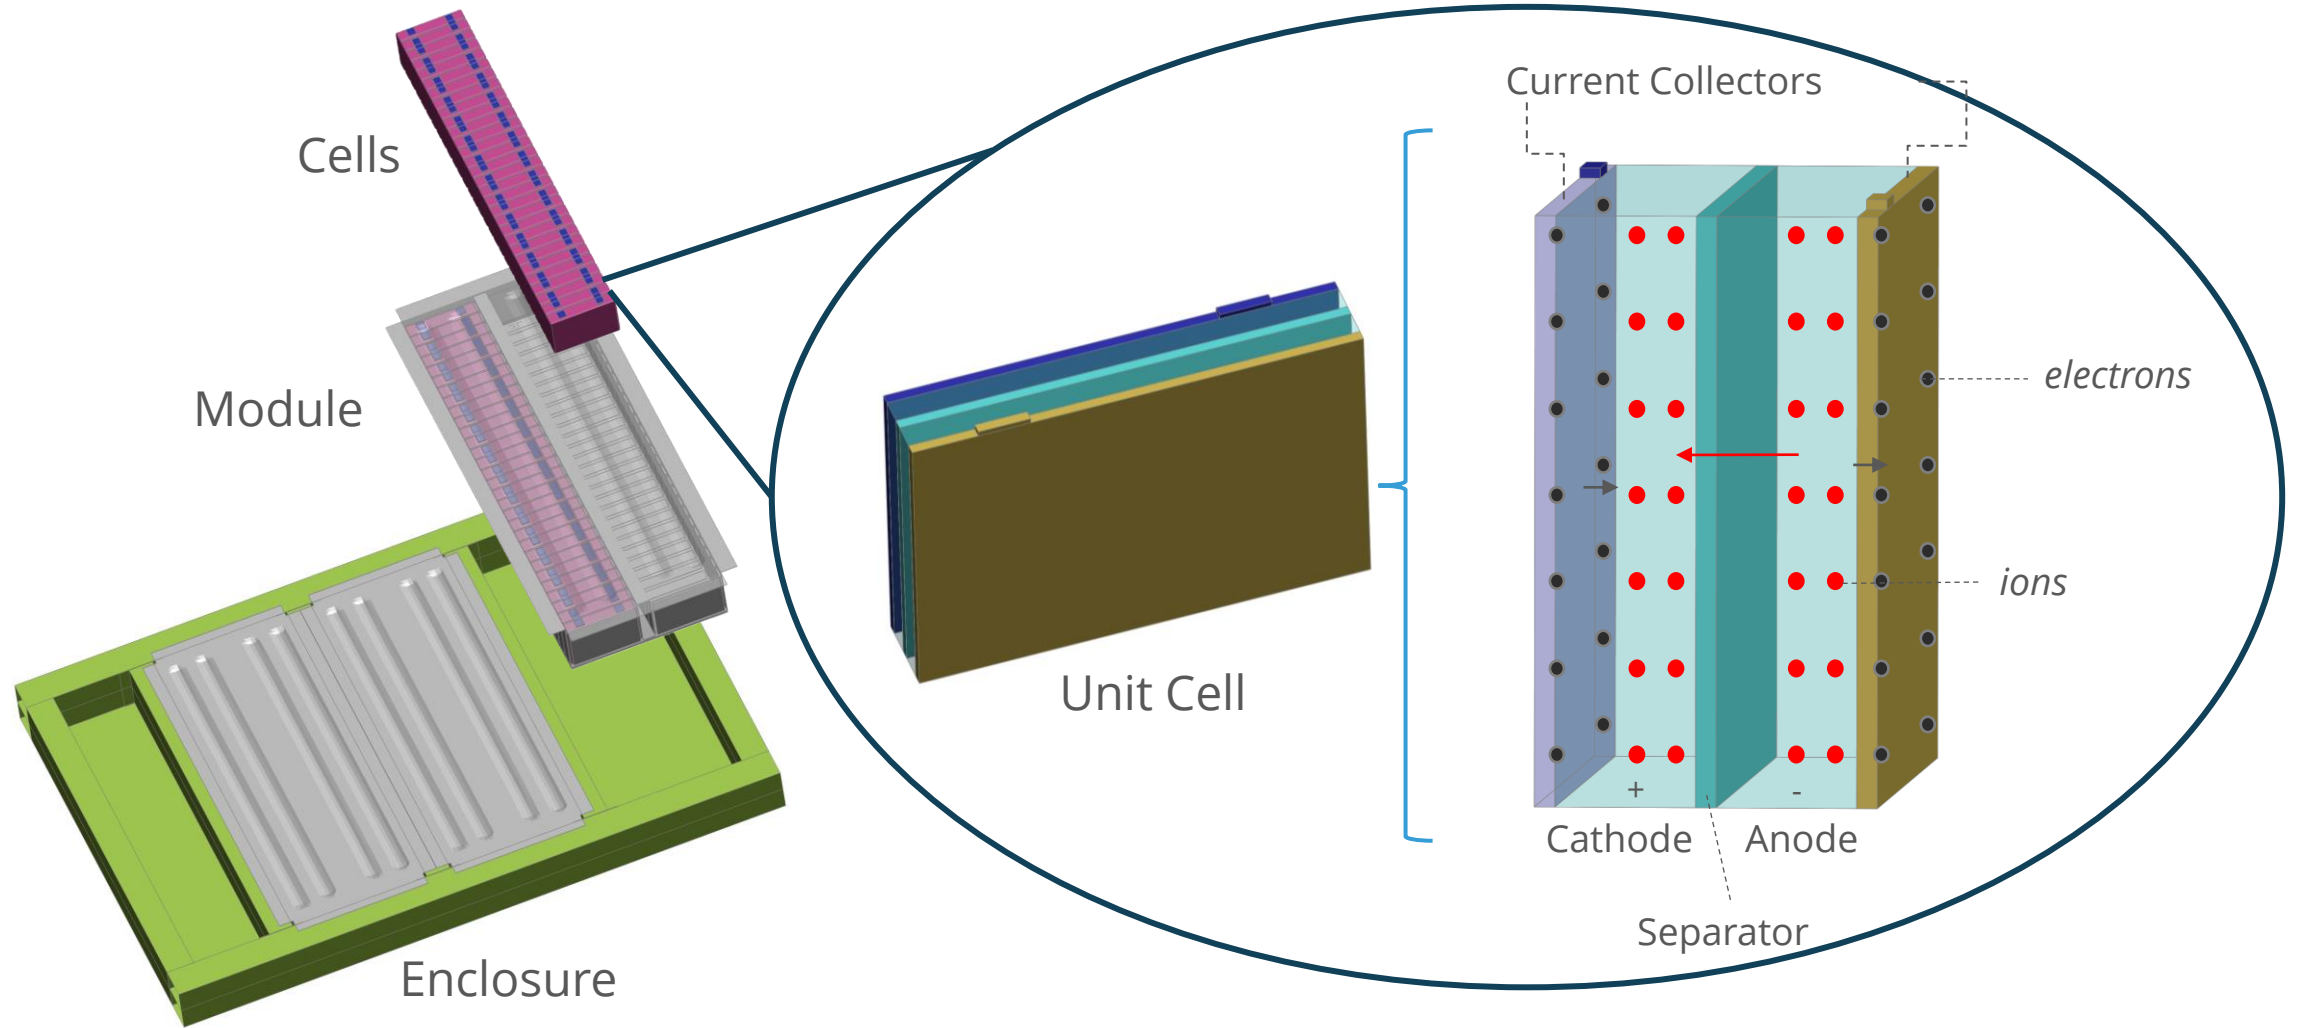 Cells
Module
Enclosure
Unit Cell
Current Collectors
electrons
ions
+
-
Cathode
Anode
Separator